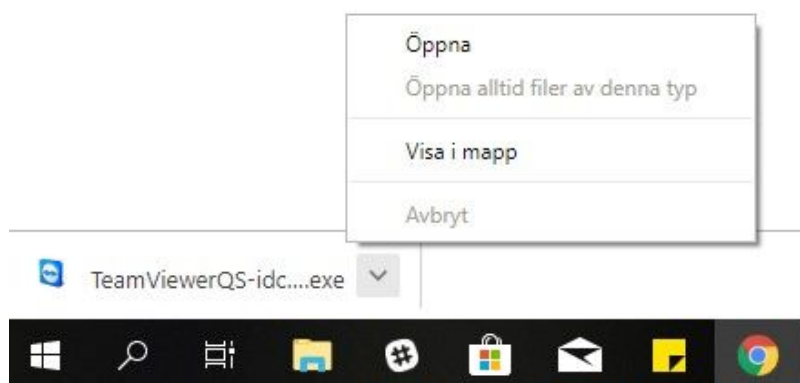 Öppna
Öppna alltid filer av denna typ
Visa i mapp
Avbryt
TeamViewerQS-idc....exe